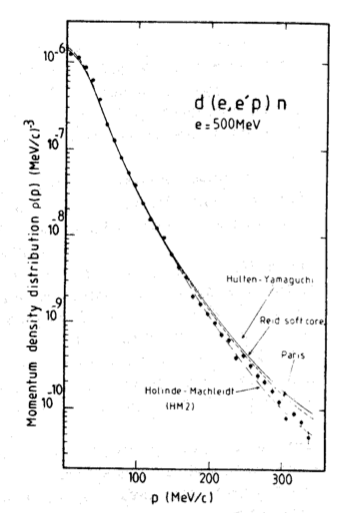 Momentum density distribution ρ(p) (MeV/c)⁻³
10⁻⁶
10⁻⁷
10⁻⁸
10⁻⁹
10⁻¹⁰
d(e,e′p)n
e=500MeV
Hulten-Yamaguchi
Reid soft core
Paris
Holinde-Machleidt
(HM2)
0
100
200
300
p (MeV/c)